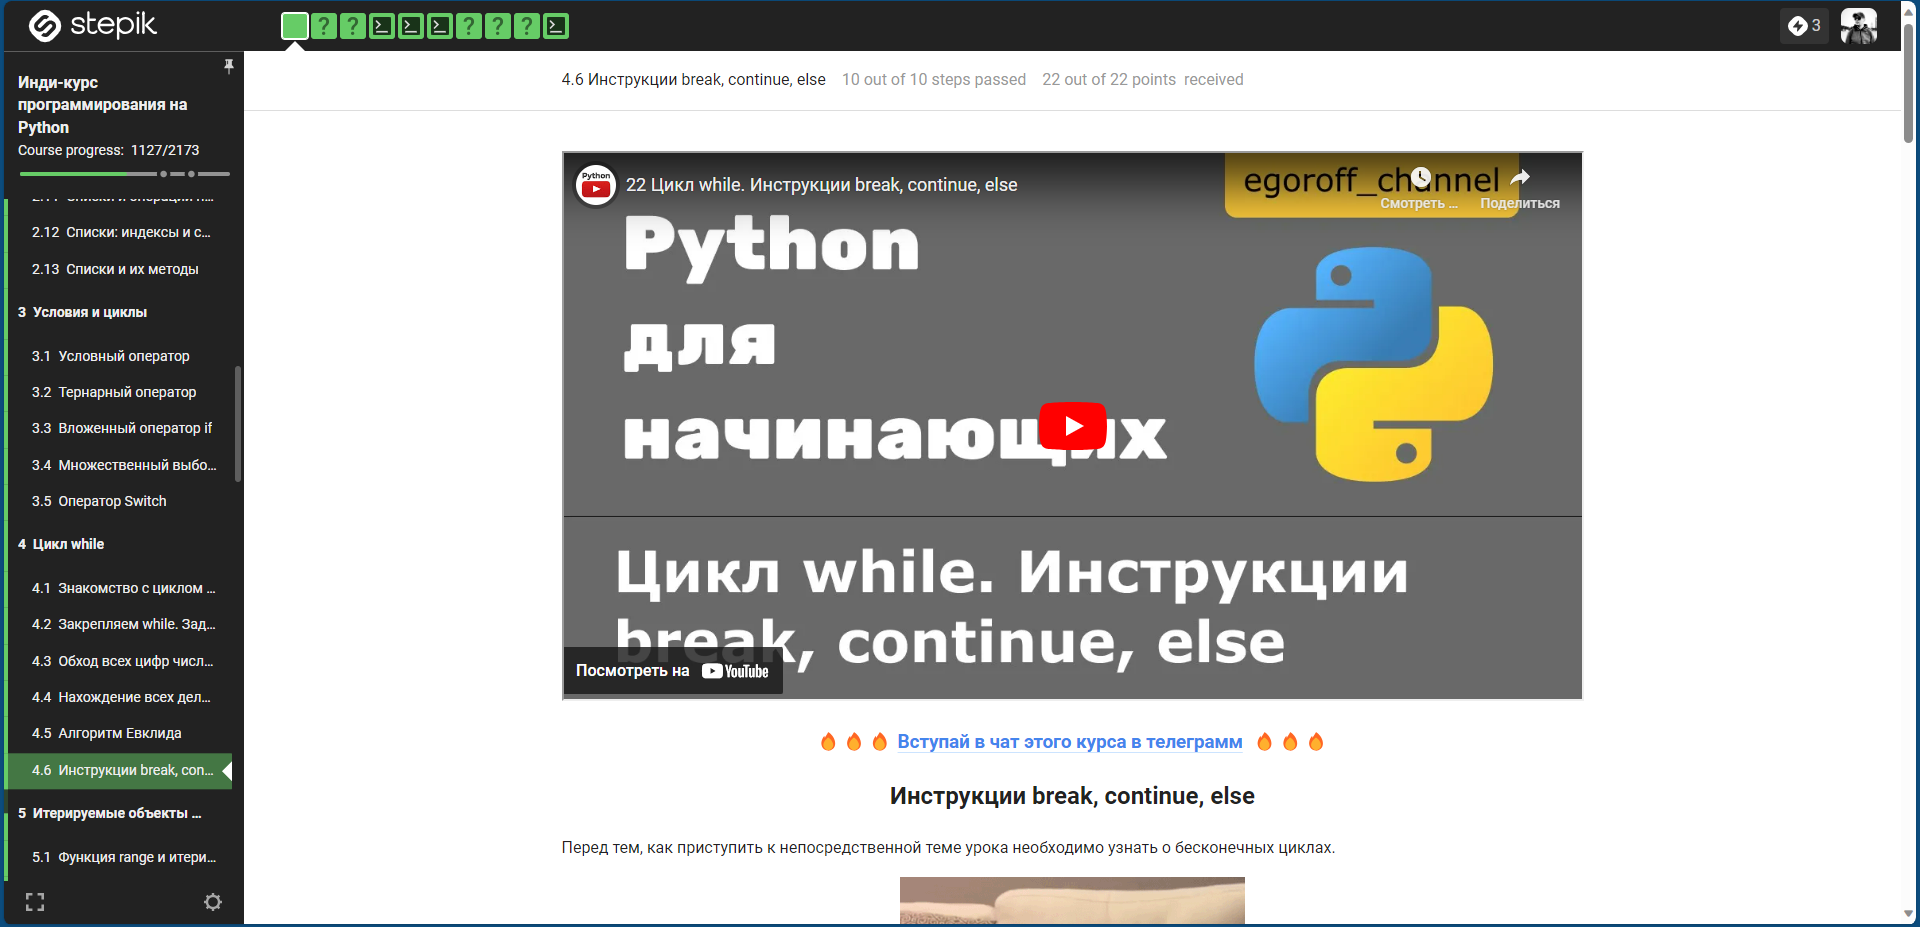 stepik
? ? ? ? ?
3
Инди-курс
программирования на
Python
Course progress: 1127/2173
2.12 Списки: индексы и с...
2.13 Списки и их методы
3 Условия и циклы
3.1 Условный оператор
3.2 Тернарный оператор
3.3 Вложенный оператор if
3.4 Множественный выбо...
3.5 Оператор Switch
4 Цикл while
4.1 Знакомство с циклом ...
4.2 Закрепляем while. Зад...
4.3 Обход всех цифр числ...
4.4 Нахождение всех дел...
4.5 Алгоритм Евклида
4.6 Инструкции break, con...
5 Итерируемые объекты ...
5.1 Функция range и итери...
4.6 Инструкции break, continue, else 10 out of 10 steps passed 22 out of 22 points received
Python
22 Цикл while. Инструкции break, continue, else
egoroff_channel
Смотреть ... Поделиться
Python
для
начинающих
Цикл while. Инструкции
break, continue, else
Посмотреть на YouTube
Вступай в чат этого курса в телеграмм
Инструкции break, continue, else
Перед тем, как приступить к непосредственной теме урока необходимо узнать о бесконечных циклах.